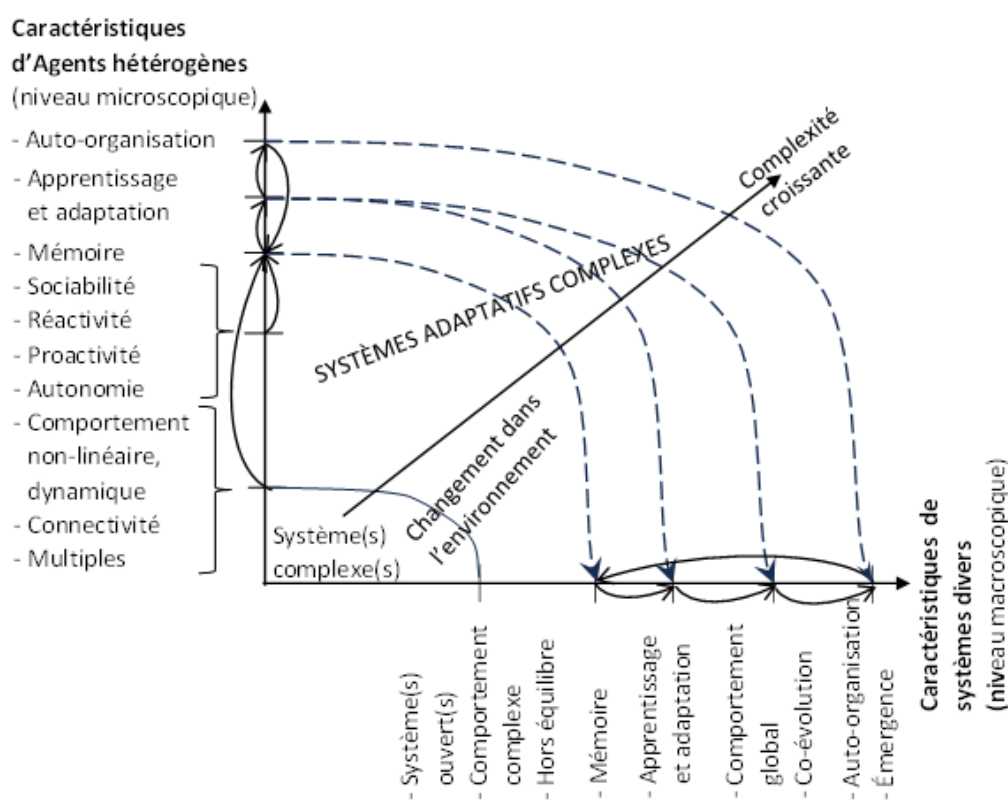 Caractéristiques
d'Agents hétérogènes
(niveau microscopique)
- Auto-organisation
- Apprentissage
et adaptation
- Mémoire
- Sociabilité
- Réactivité
- Proactivité
- Autonomie
- Comportement
non-linéaire,
dynamique
- Connectivité
- Multiples
Complexité
croissante
SYSTÈMES ADAPTATIFS COMPLEXES
Changement dans
l'environnement
Système(s)
complexe(s)
- Système(s)
ouvert(s)
- Comportement
complexe
- Hors équilibre
- Mémoire
- Apprentissage
et adaptation
- Comportement
global
- Co-évolution
- Auto-organisation
- Émergence
Caractéristiques de
systèmes divers
(niveau macroscopique)